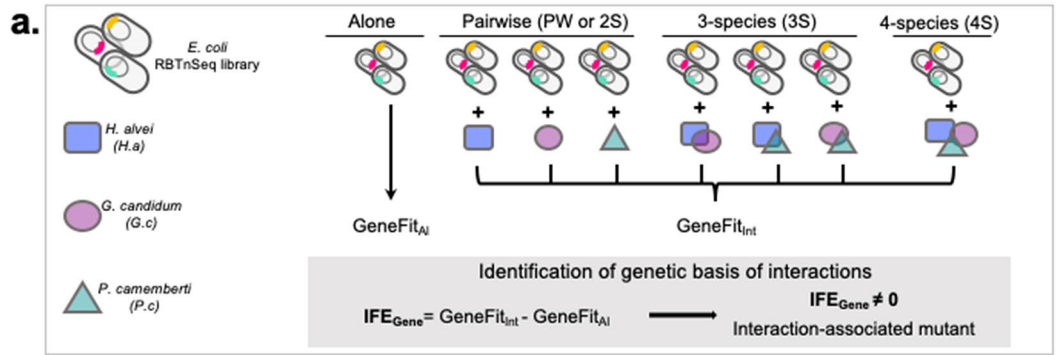 a.
Alone
Pairwise (PW or 2S)
3-species (3S)
4-species (4S)
E. coli
RBTnSeq library
+ + + + + + +
H. alvei
(H.a)
G. candidum
(G.c)
GeneFitAl
GeneFitInt
P. camemberti
(P.c)
Identification of genetic basis of interactions
IFEGene= GeneFitInt - GeneFitAl
IFEGene ≠ 0
Interaction-associated mutant